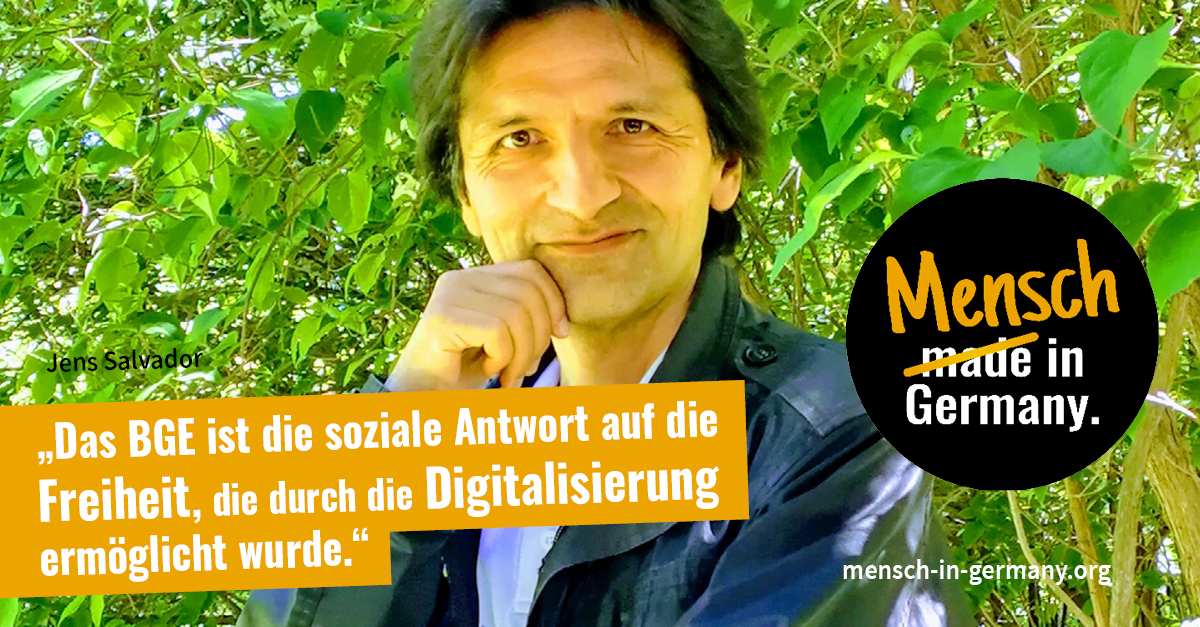 Jens Salvador
„Das BGE ist die soziale Antwort auf die
Freiheit, die durch die Digitalisierung
ermöglicht wurde.“
Mensch
made in
Germany.
mensch-in-germany.org